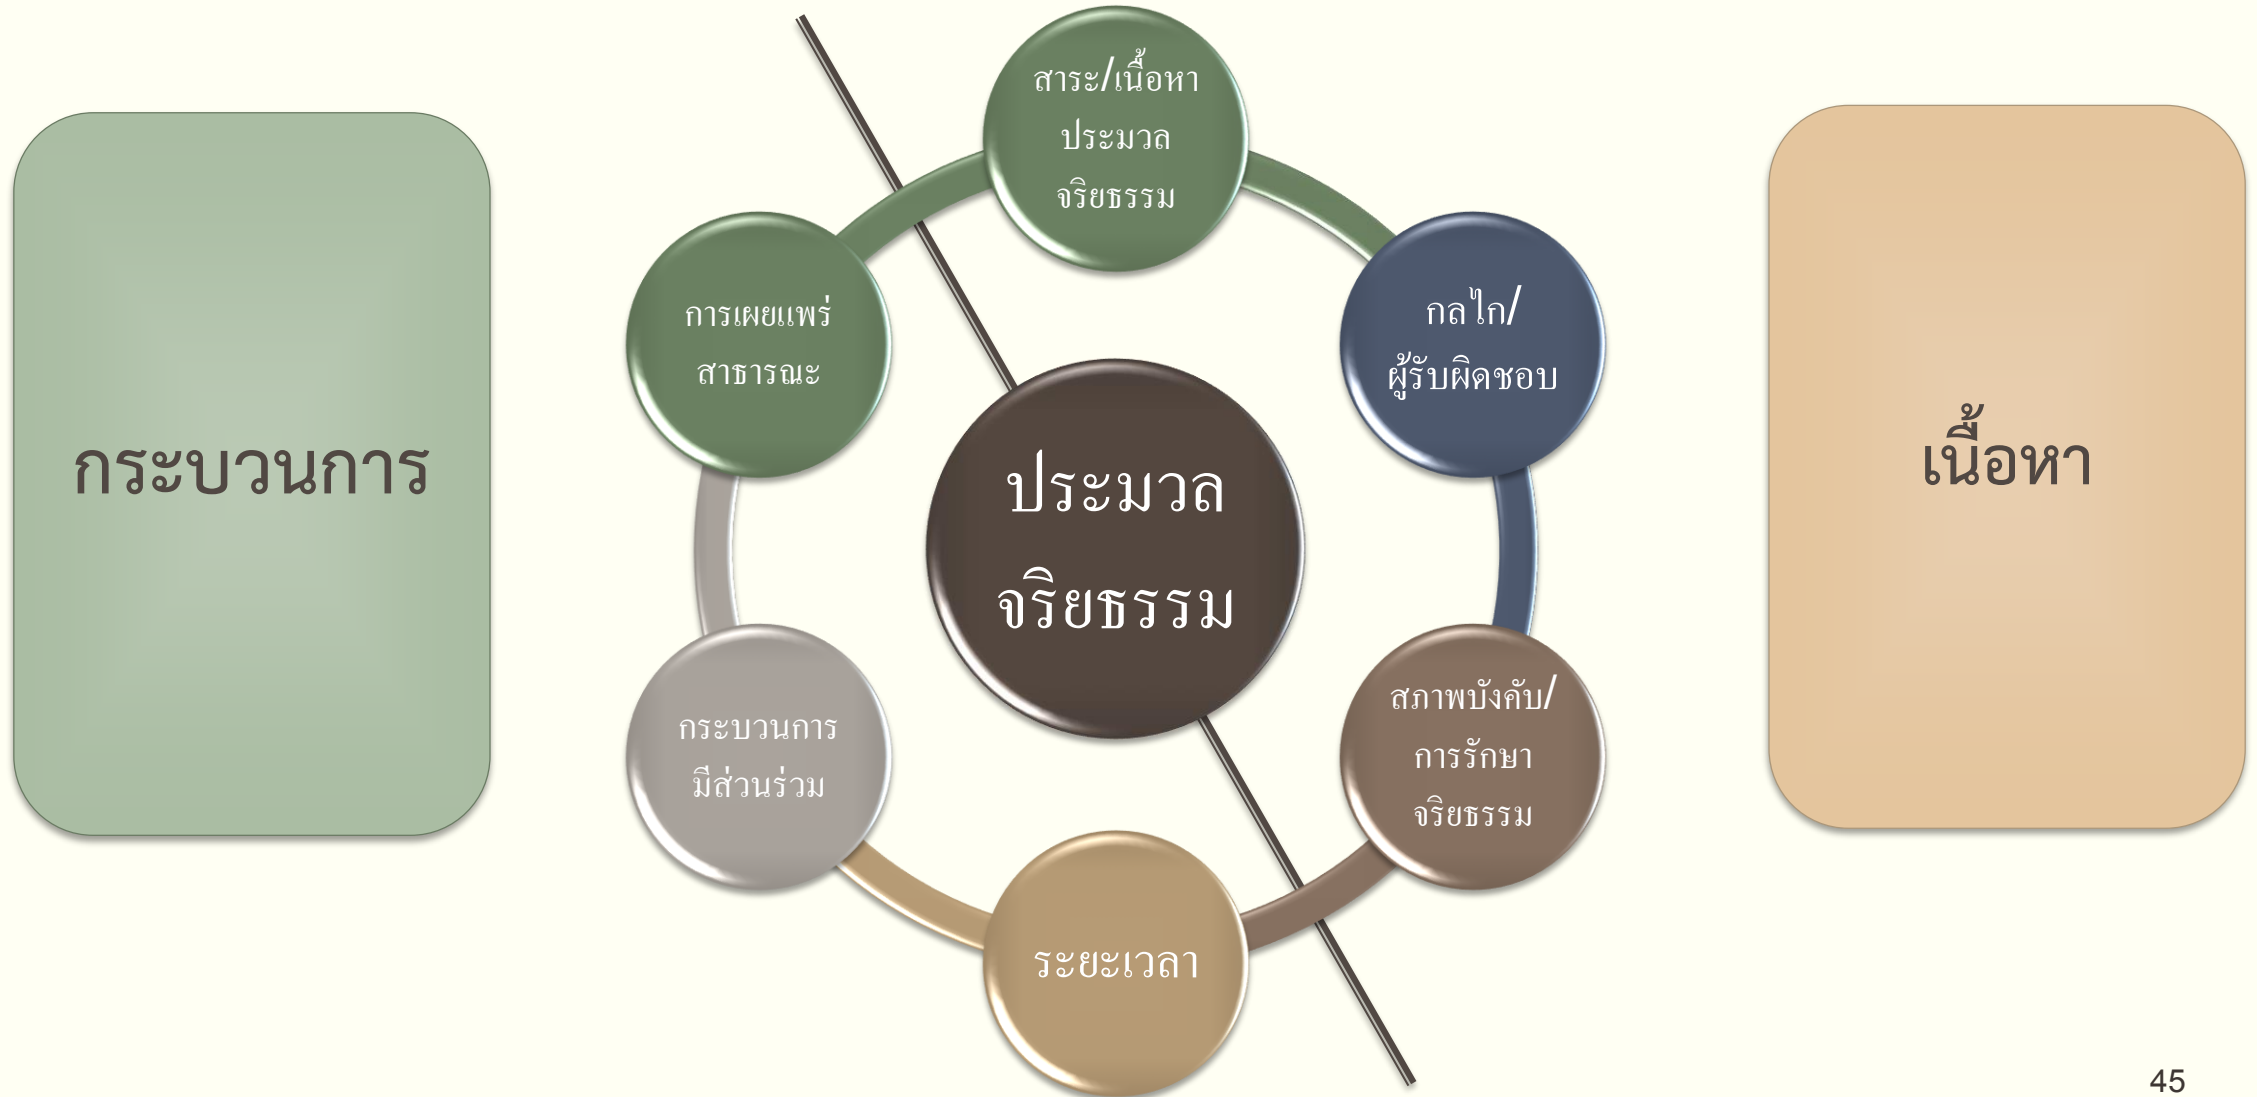 กระบวนการ
สาระ/เนื้อหา
ประมวล
จริยธรรม
กลไก/
ผู้รับผิดชอบ
สภาพบังคับ/
การรักษา
จริยธรรม
ระยะเวลา
กระบวนการ
มีส่วนร่วม
การเผยแพร่
สาธารณะ
ประมวล
จริยธรรม
เนื้อหา
45